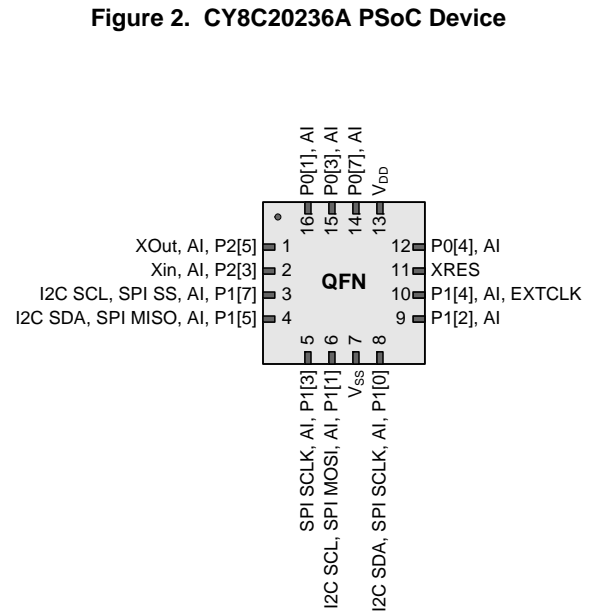 Figure 2. CY8C20236A PSoC Device
P0[1], AI
P0[3], AI
P0[7], AI
VDD
16
15
14
13
XOut, AI, P2[5]
1
12
P0[4], AI
Xin, AI, P2[3]
2
QFN
11
XRES
I2C SCL, SPI SS, AI, P1[7]
3
10
P1[4], AI, EXTCLK
I2C SDA, SPI MISO, AI, P1[5]
4
9
P1[2], AI
5
6
7
8
SPI SCLK, AI, P1[3]
I2C SCL, SPI MOSI, AI, P1[1]
VSS
I2C SDA, SPI SCLK, AI, P1[0]